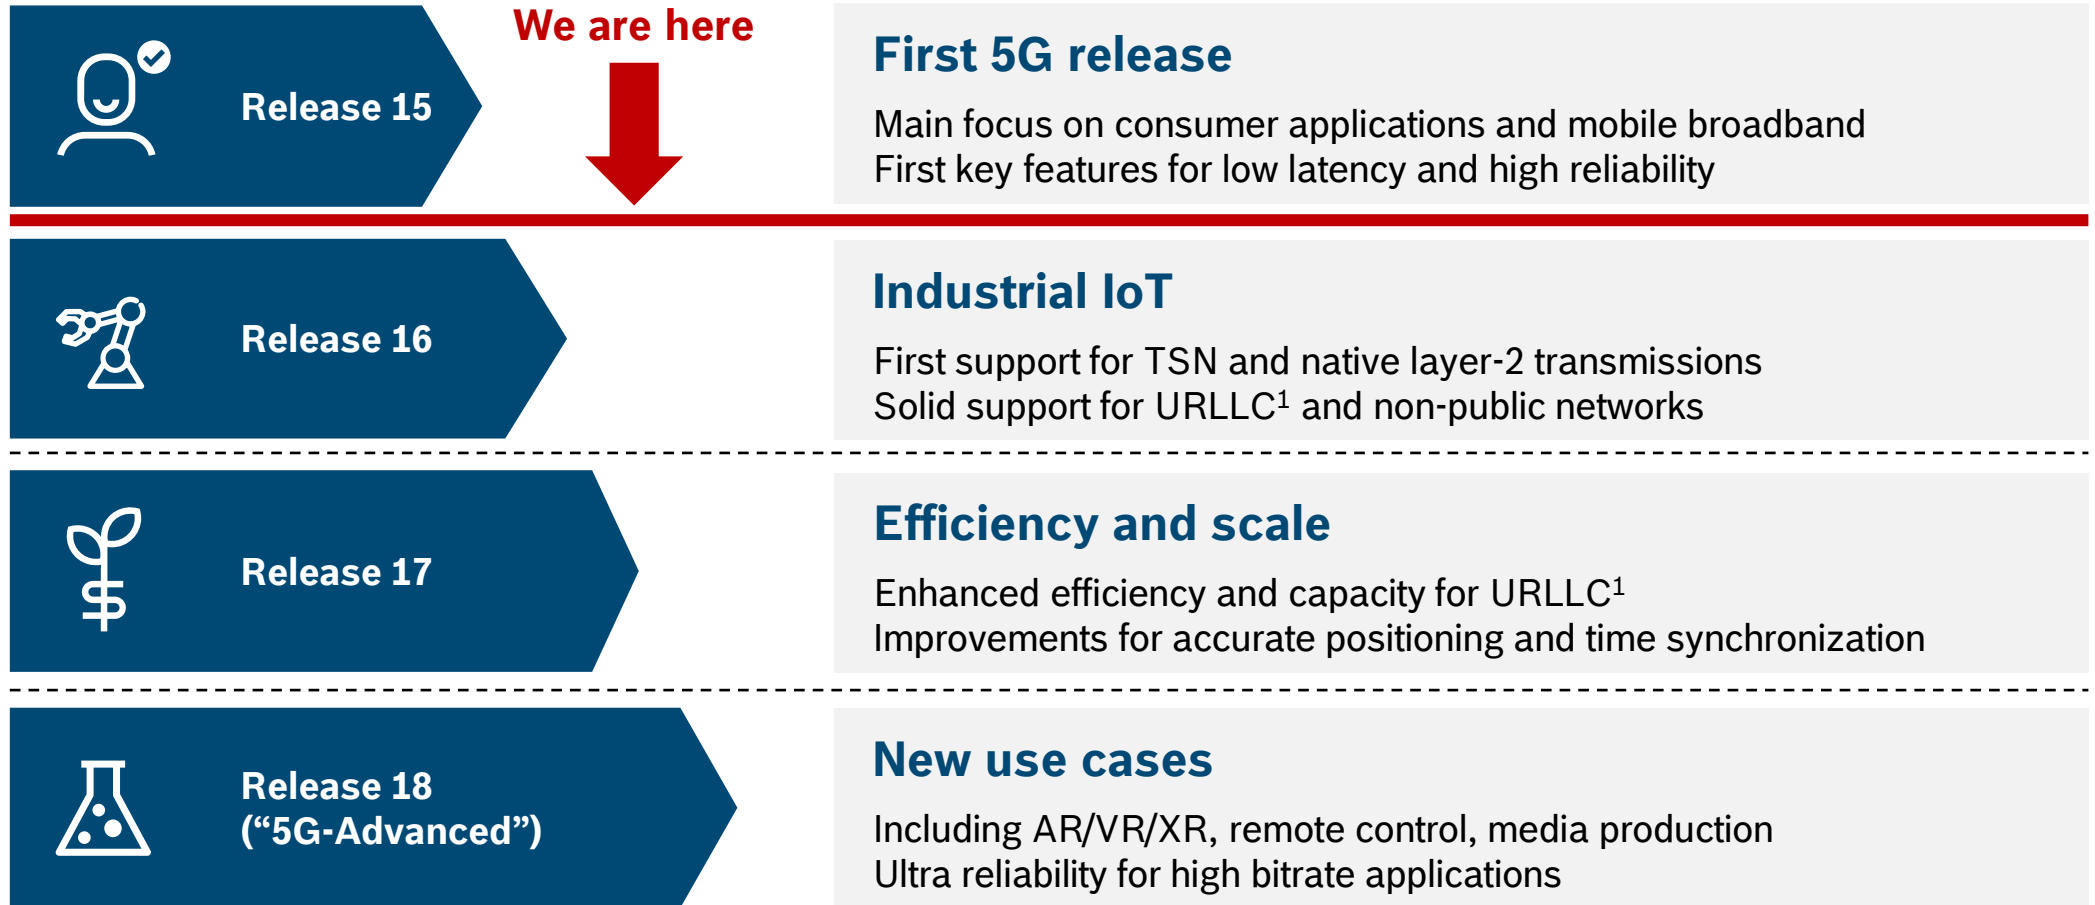 We are here
Release 15
First 5G release
Main focus on consumer applications and mobile broadband
First key features for low latency and high reliability
Release 16
Industrial IoT
First support for TSN and native layer-2 transmissions
Solid support for URLLC¹ and non-public networks
Release 17
Efficiency and scale
Enhanced efficiency and capacity for URLLC¹
Improvements for accurate positioning and time synchronization
Release 18
(“5G-Advanced”)
New use cases
Including AR/VR/XR, remote control, media production
Ultra reliability for high bitrate applications